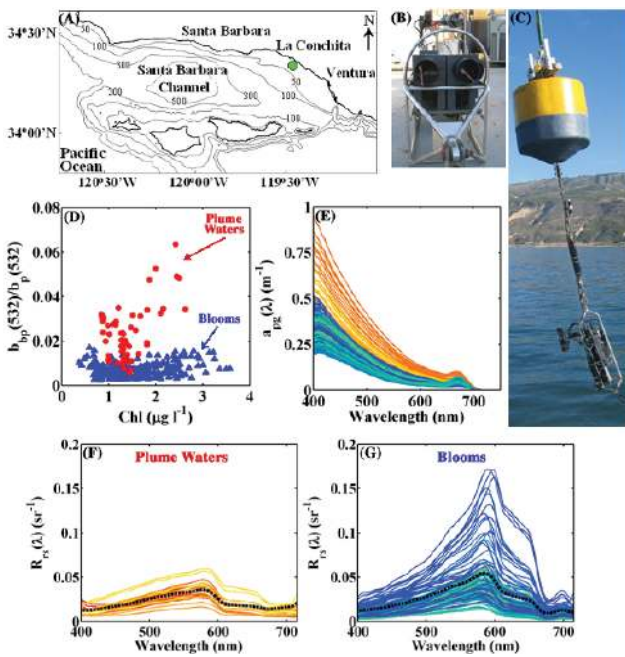 (A)
Santa Barbara
N
34°30'N
La Conchita
Santa Barbara
Channel
Ventura
50
100
100
300
500
300
50
100
100
34°00'N
Pacific
Ocean
120°30'W 120°00'W 119°30'W
(B)
(C)
(D)
Plume
Waters
Blooms
0.08
0.06
0.04
0.02
0
0 1 2 3 4
b_bp(532)/b_p(532)
Chl (µg l⁻¹)
(E)
1
0.75
0.5
0.25
0
400 500 600 700
a_pg(λ) (m⁻¹)
Wavelength (nm)
(F) Plume Waters
0.2
0.15
0.1
0.05
0
400 500 600 700
R_rs(λ) (sr⁻¹)
Wavelength (nm)
(G) Blooms
0.2
0.15
0.1
0.05
0
400 500 600 700
R_rs(λ) (sr⁻¹)
Wavelength (nm)